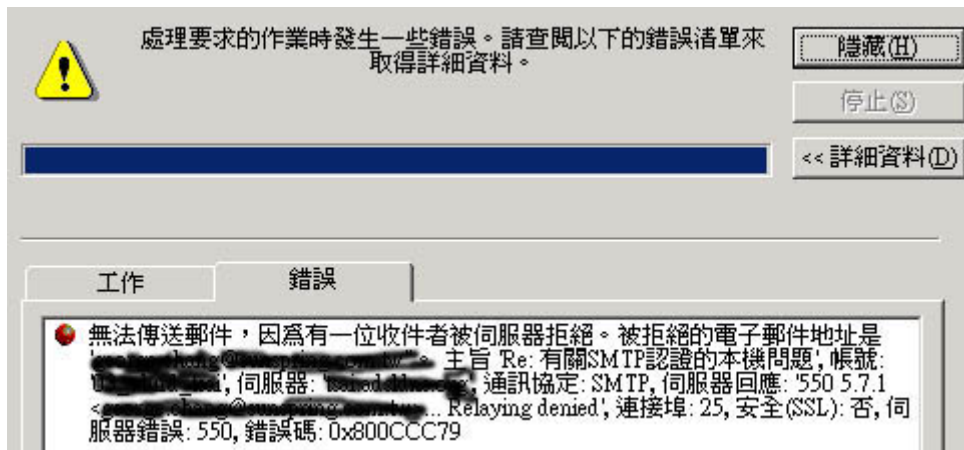 處理要求的作業時發生一些錯誤。請查閱以下的錯誤清單來
取得詳細資料。
隱藏(H)
停止(S)
<< 詳細資料(D)
工作
錯誤
無法傳送郵件，因為有一位收件者被伺服器拒絕。被拒絕的電子郵件地址是
主旨 'Re: 有關SMTP認證的本機問題', 帳號:
伺服器: 通訊協定: SMTP, 伺服器回應: '550 5.7.1
... Relaying denied', 連接埠: 25, 安全(SSL): 否, 伺
服器錯誤: 550, 錯誤碼: 0x800CCC79